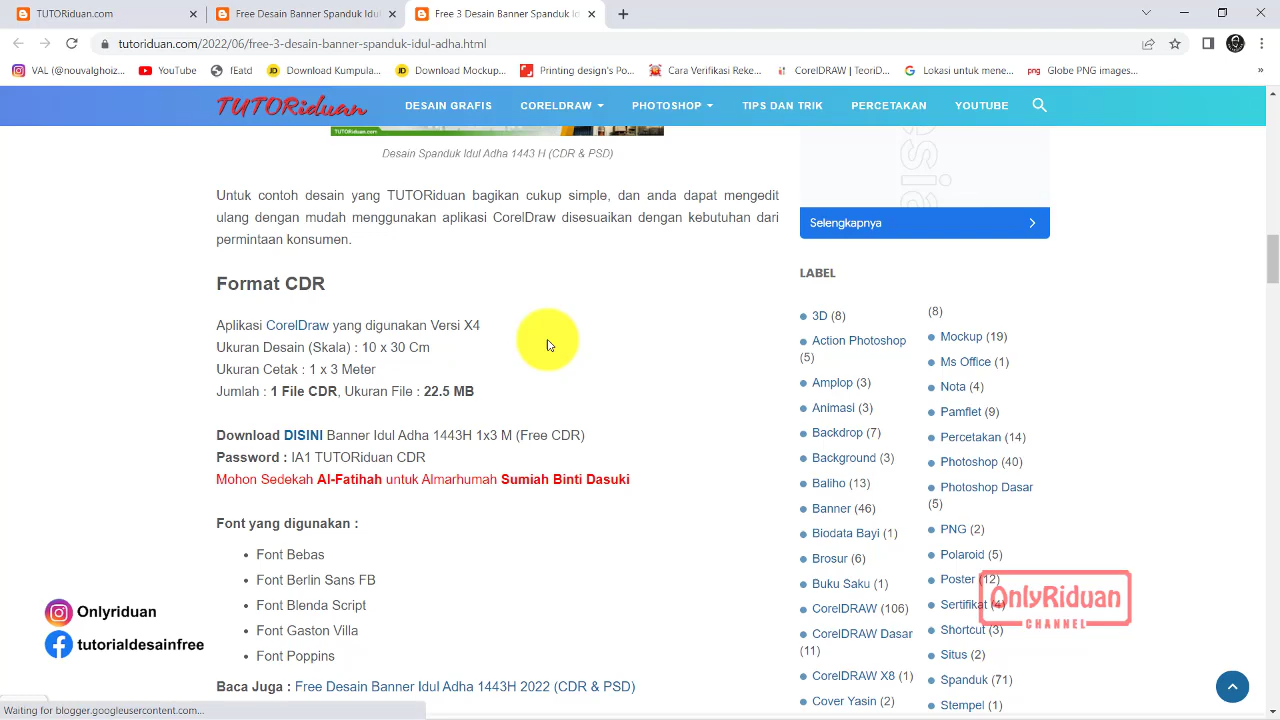 TUTORiduan.com
Free Desain Banner Spanduk Idul
Free 3 Desain Banner Spanduk Id
tutoriduan.com/2022/06/free-3-desain-banner-spanduk-idul-adha.html
VAL (@nouvalghoiz...
YouTube
fEatd
Download Kumpula...
Download Mockup...
Printing design's Po...
Cara Verifikasi Reke...
CorelDRAW | TeoriD...
Lokasi untuk mene...
png
Globe PNG images...
»
TUTORiduan
DESAIN GRAFIS
CORELDRAW
PHOTOSHOP
TIPS DAN TRIK
PERCETAKAN
YOUTUBE
TUTORiduan.com
Desain Spanduk Idul Adha 1443 H (CDR & PSD)
Untuk contoh desain yang TUTORiduan bagikan cukup simple, dan anda dapat mengedit
ulang dengan mudah menggunakan aplikasi CorelDraw disesuaikan dengan kebutuhan dari
permintaan konsumen.
Format CDR
Aplikasi CorelDraw yang digunakan Versi X4
Ukuran Desain (Skala) : 10 x 30 Cm
Ukuran Cetak : 1 x 3 Meter
Jumlah : 1 File CDR, Ukuran File : 22.5 MB
Download DISINI Banner Idul Adha 1443H 1x3 M (Free CDR)
Password : IA1 TUTORiduan CDR
Mohon Sedekah Al-Fatihah untuk Almarhumah Sumiah Binti Dasuki
Font yang digunakan :
Font Bebas
Font Berlin Sans FB
Font Blenda Script
Font Gaston Villa
Font Poppins
Baca Juga : Free Desain Banner Idul Adha 1443H 2022 (CDR & PSD)
Selengkapnya
LABEL
3D (8)
Action Photoshop
(5)
Amplop (3)
Animasi (3)
Backdrop (7)
Background (3)
Baliho (13)
Banner (46)
Biodata Bayi (1)
Brosur (6)
Buku Saku (1)
CorelDRAW (106)
CorelDRAW Dasar
(11)
CorelDRAW X8 (1)
Cover Yasin (2)
(8)
Mockup (19)
Ms Office (1)
Nota (4)
Pamflet (9)
Percetakan (14)
Photoshop (40)
Photoshop Dasar
(5)
PNG (2)
Polaroid (5)
Poster (12)
Sertifikat (4)
Shortcut (3)
Situs (2)
Spanduk (71)
Stempel (1)
OnlyRiduan
CHANNEL
Onlyriduan
tutorialdesainfree
Waiting for blogger.googleusercontent.com...